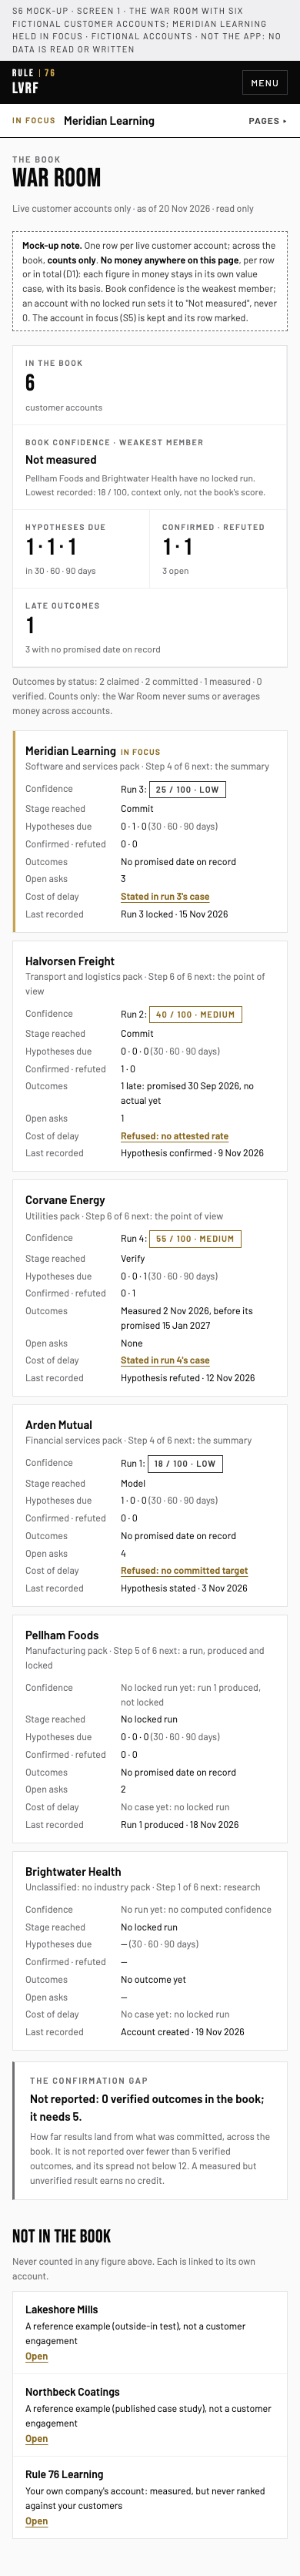 S6 MOCK-UP · SCREEN 1 · THE WAR ROOM WITH SIX
FICTIONAL CUSTOMER ACCOUNTS; MERIDIAN LEARNING
HELD IN FOCUS · FICTIONAL ACCOUNTS · NOT THE APP: NO
DATA IS READ OR WRITTEN
RULE | 76
LVRF
MENU
IN FOCUS Meridian Learning
PAGES ▸
THE BOOK
WAR ROOM
Live customer accounts only · as of 20 Nov 2026 · read only
Mock-up note. One row per live customer account; across the
book, counts only. No money anywhere on this page, per row
or in total (D1): each figure in money stays in its own value
case, with its basis. Book confidence is the weakest member;
an account with no locked run sets it to "Not measured", never
0. The account in focus (S5) is kept and its row marked.
IN THE BOOK
6
customer accounts
BOOK CONFIDENCE · WEAKEST MEMBER
Not measured
Pellham Foods and Brightwater Health have no locked run.
Lowest recorded: 18 / 100, context only, not the book's score.
HYPOTHESES DUE
1 · 1 · 1
in 30 · 60 · 90 days
CONFIRMED · REFUTED
1 · 1
3 open
LATE OUTCOMES
1
3 with no promised date on record
Outcomes by status: 2 claimed · 2 committed · 1 measured · 0
verified. Counts only: the War Room never sums or averages
money across accounts.
Meridian Learning IN FOCUS
Software and services pack · Step 4 of 6 next: the summary
Confidence Run 3: 25 / 100 · LOW
Stage reached Commit
Hypotheses due 0 · 1 · 0 (30 · 60 · 90 days)
Confirmed · refuted 0 · 0
Outcomes No promised date on record
Open asks 3
Cost of delay Stated in run 3's case
Last recorded Run 3 locked · 15 Nov 2026
Halvorsen Freight
Transport and logistics pack · Step 6 of 6 next: the point of
view
Confidence Run 2: 40 / 100 · MEDIUM
Stage reached Commit
Hypotheses due 0 · 0 · 0 (30 · 60 · 90 days)
Confirmed · refuted 1 · 0
Outcomes 1 late: promised 30 Sep 2026, no
actual yet
Open asks 1
Cost of delay Refused: no attested rate
Last recorded Hypothesis confirmed · 9 Nov 2026
Corvane Energy
Utilities pack · Step 6 of 6 next: the point of view
Confidence Run 4: 55 / 100 · MEDIUM
Stage reached Verify
Hypotheses due 0 · 0 · 1 (30 · 60 · 90 days)
Confirmed · refuted 0 · 1
Outcomes Measured 2 Nov 2026, before its
promised 15 Jan 2027
Open asks None
Cost of delay Stated in run 4's case
Last recorded Hypothesis refuted · 12 Nov 2026
Arden Mutual
Financial services pack · Step 4 of 6 next: the summary
Confidence Run 1: 18 / 100 · LOW
Stage reached Model
Hypotheses due 1 · 0 · 0 (30 · 60 · 90 days)
Confirmed · refuted 0 · 0
Outcomes No promised date on record
Open asks 4
Cost of delay Refused: no committed target
Last recorded Hypothesis stated · 3 Nov 2026
Pellham Foods
Manufacturing pack · Step 5 of 6 next: a run, produced and
locked
Confidence No locked run yet: run 1 produced,
not locked
Stage reached No locked run
Hypotheses due 0 · 0 · 0 (30 · 60 · 90 days)
Confirmed · refuted 0 · 0
Outcomes No promised date on record
Open asks 2
Cost of delay No case yet: no locked run
Last recorded Run 1 produced · 18 Nov 2026
Brightwater Health
Unclassified: no industry pack · Step 1 of 6 next: research
Confidence No run yet: no computed confidence
Stage reached No locked run
Hypotheses due – (30 · 60 · 90 days)
Confirmed · refuted –
Outcomes No outcome yet
Open asks –
Cost of delay No case yet: no locked run
Last recorded Account created · 19 Nov 2026
THE CONFIRMATION GAP
Not reported: 0 verified outcomes in the book;
it needs 5.
How far results land from what was committed, across the
book. It is not reported over fewer than 5 verified
outcomes, and its spread not below 12. A measured but
unverified result earns no credit.
NOT IN THE BOOK
Never counted in any figure above. Each is linked to its own
account.
Lakeshore Mills
A reference example (outside-in test), not a customer
engagement
Open
Northbeck Coatings
A reference example (published case study), not a customer
engagement
Open
Rule 76 Learning
Your own company's account: measured, but never ranked
against your customers
Open